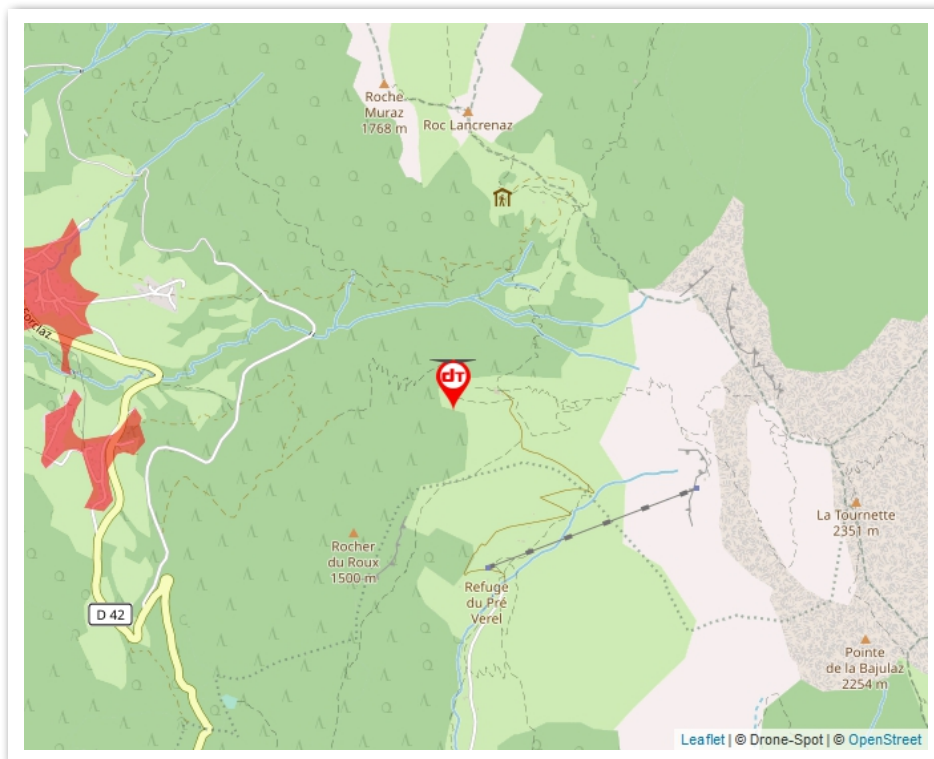 Roche
Muraz
1768 m
Roc Lancrenaz
Forclaz
dT
La Tournette
2351 m
Rocher
du Roux
1500 m
Refuge
du Pré
Verel
D 42
Pointe
de la Bajulaz
2254 m
Leaflet | © Drone-Spot | © OpenStreet